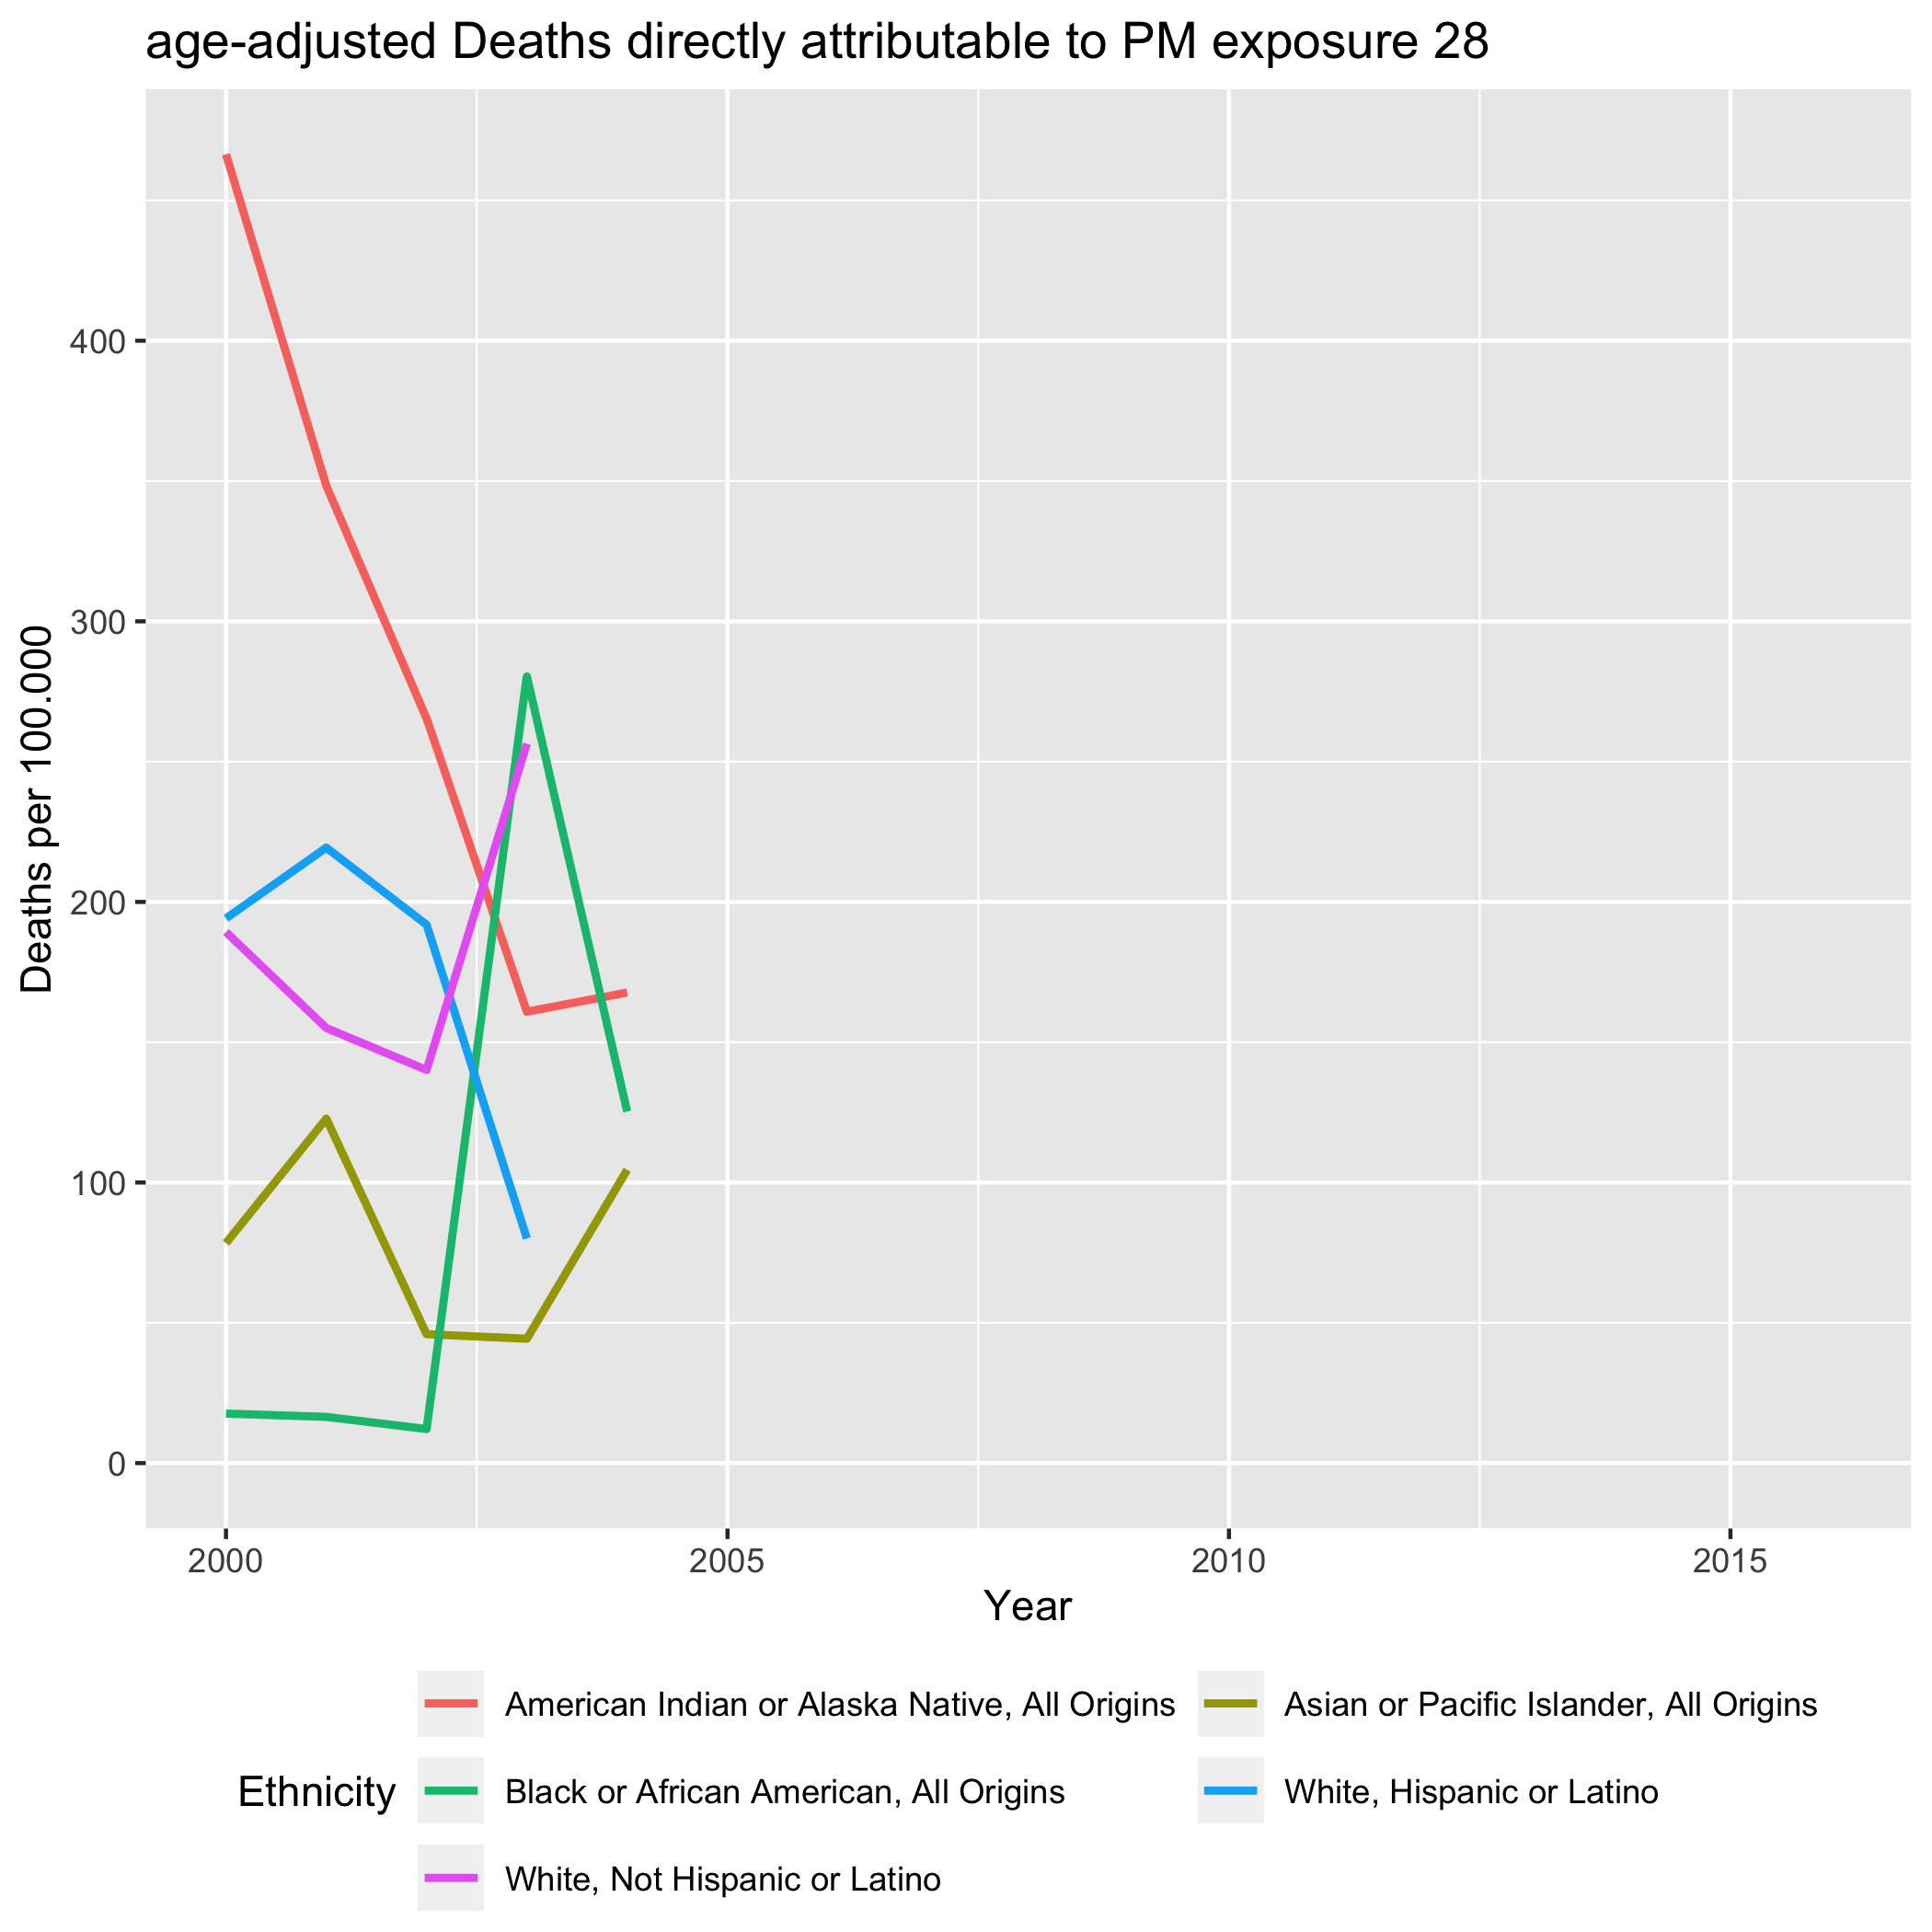 age-adjusted Deaths directly attributable to PM exposure 28
Deaths per 100.000
400
300
200
100
0
2000 2005 2010 2015
Year
Ethnicity
American Indian or Alaska Native, All Origins
Asian or Pacific Islander, All Origins
Black or African American, All Origins
White, Hispanic or Latino
White, Not Hispanic or Latino